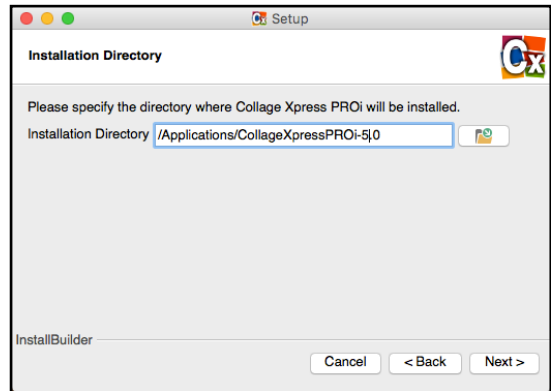 Setup
Installation Directory
Cx
Please specify the directory where Collage Xpress PROi will be installed.
Installation Directory /Applications/CollageXpressPROi-5.0
InstallBuilder
Cancel < Back Next >